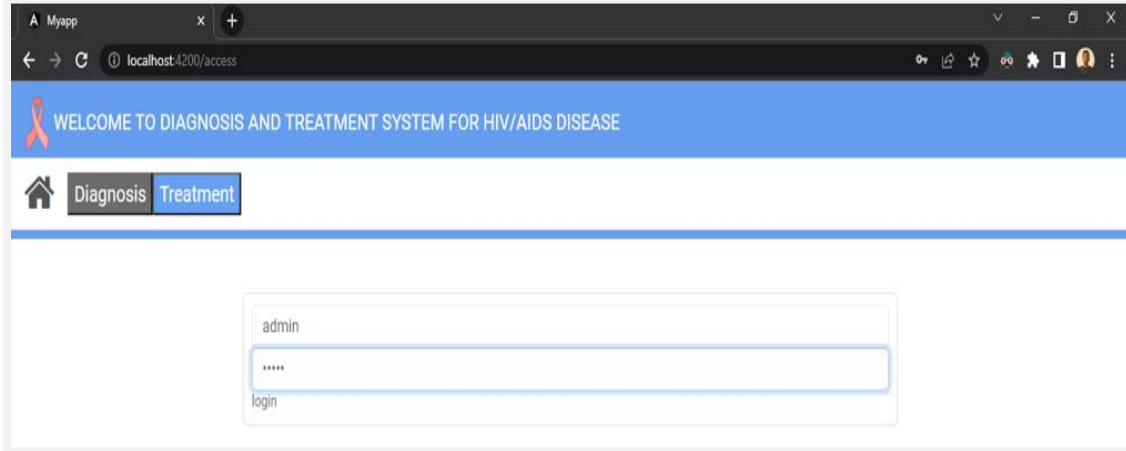 Myapp
localhost:4200/access
WELCOME TO DIAGNOSIS AND TREATMENT SYSTEM FOR HIV/AIDS DISEASE
Diagnosis Treatment
admin
•••••
login